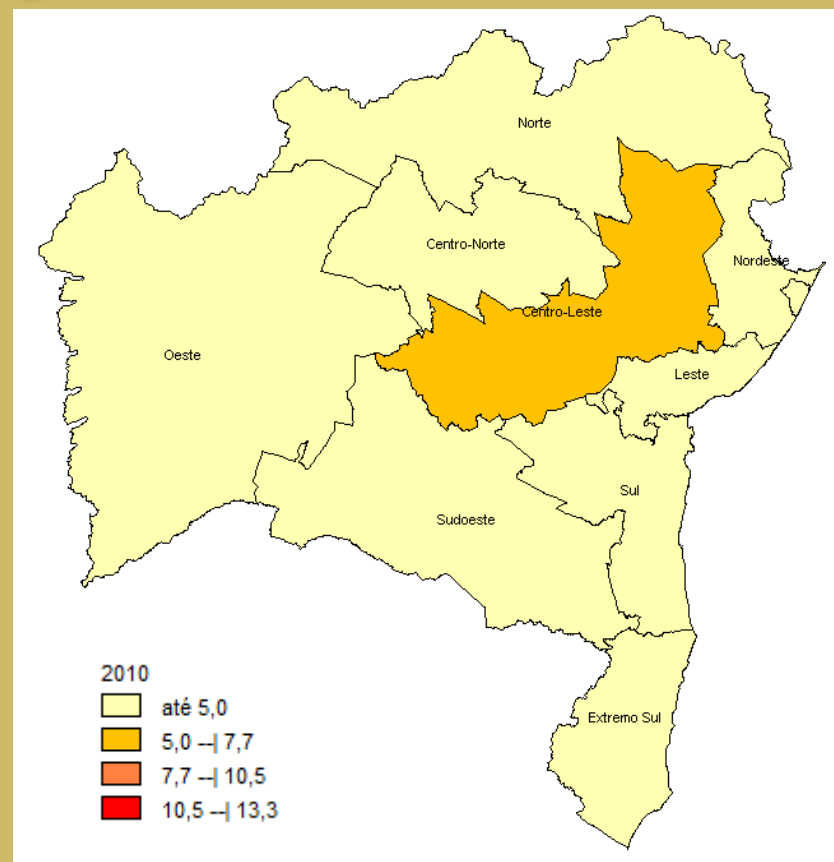 Norte
Centro-Norte
Nordeste
Centro-Leste
Oeste
Leste
Sul
Sudoeste
Extremo Sul
2010
até 5,0
5,0 --| 7,7
7,7 --| 10,5
10,5 --| 13,3